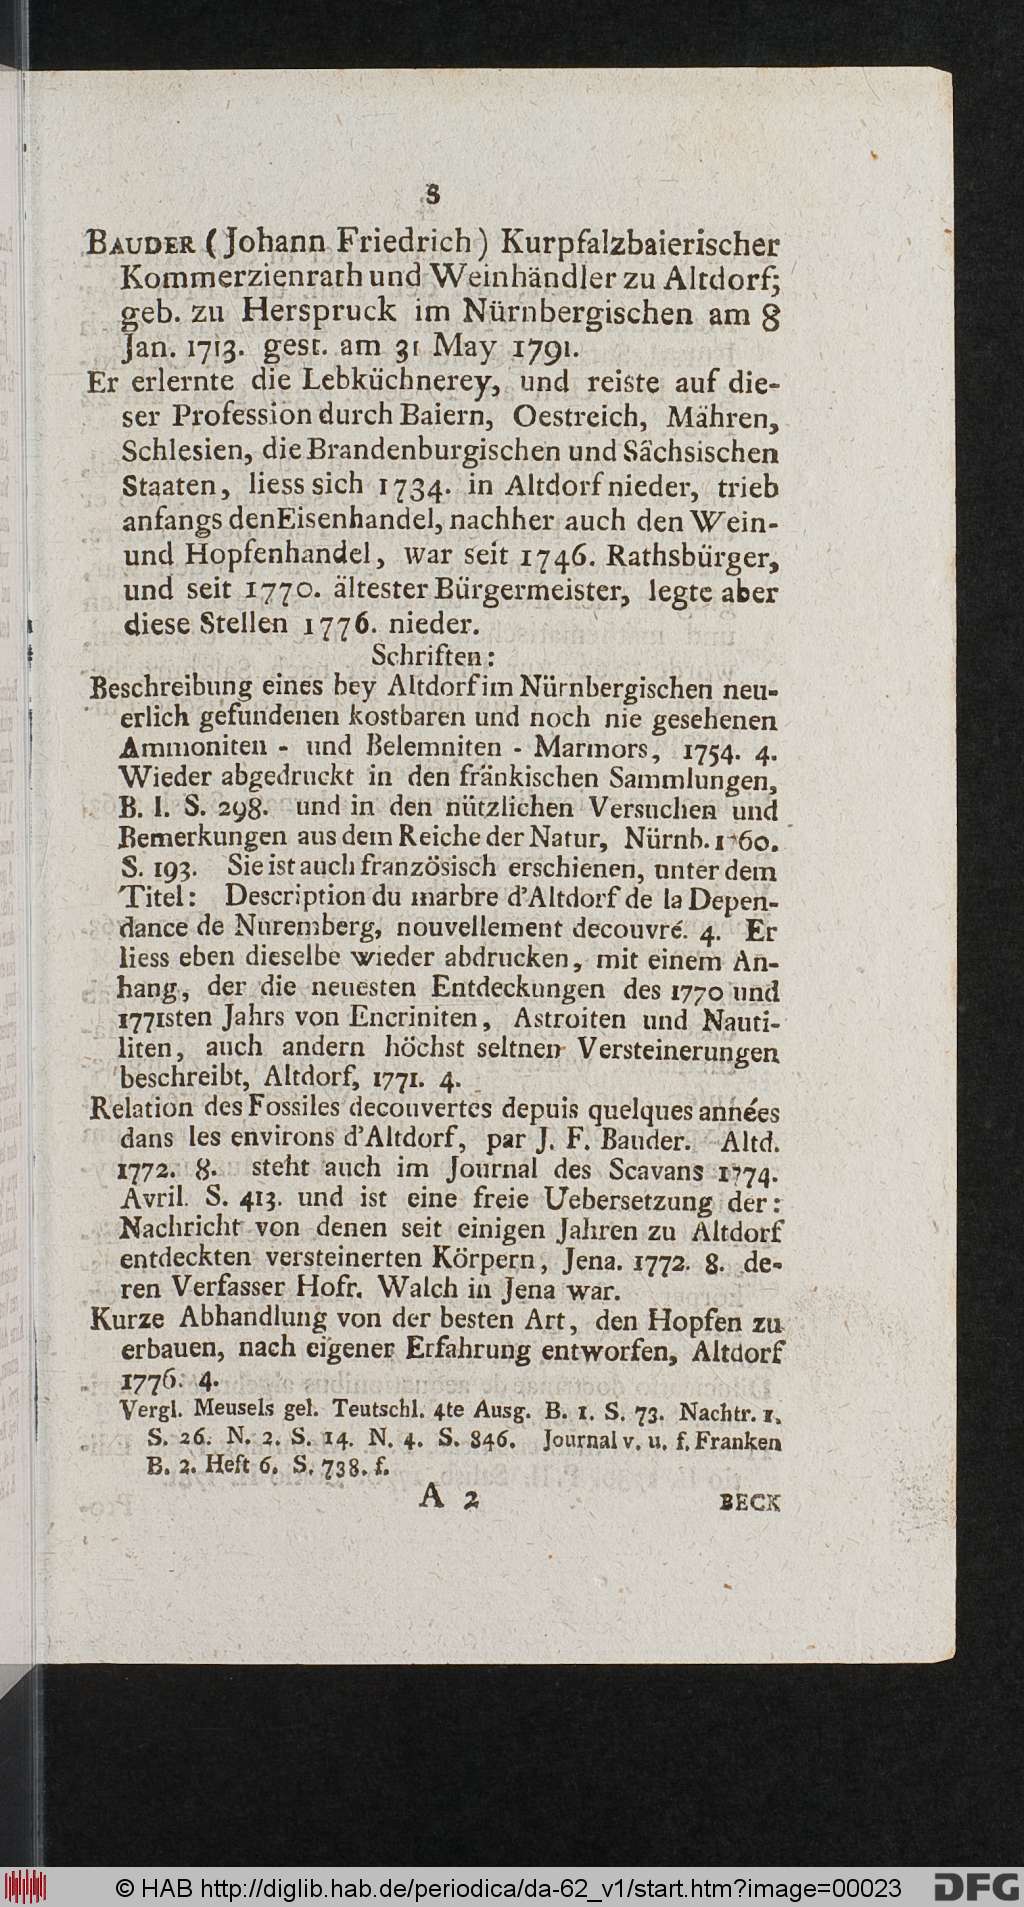 3
BAUDER (Johann Friedrich) Kurpfalzbaierischer
Kommerzienrath und Weinhändler zu Altdorf;
geb. zu Herspruck im Nürnbergischen am 8
Jan. 1713. gest. am 31 May 1791.
Er erlernte die Lebküchnerey, und reiste auf die-
ser Profession durch Baiern, Oestreich, Mähren,
Schlesien, die Brandenburgischen und Sächsischen
Staaten, liess sich 1734. in Altdorf nieder, trieb
anfangs den Eisenhandel, nachher auch den Wein-
und Hopfenhandel, war seit 1746. Rathsbürger,
und seit 1770. ältester Bürgermeister, legte aber
diese Stellen 1776. nieder.
Schriften:
Beschreibung eines bey Altdorf im Nürnbergischen neu-
erlich gefundenen kostbaren und noch nie gesehenen
Ammoniten - und Belemniten - Marmors, 1754. 4.
Wieder abgedruckt in den fränkischen Sammlungen,
B. I. S. 298. und in den nützlichen Versuchen und
Bemerkungen aus dem Reiche der Natur, Nürnb. 1760.
S. 193. Sie ist auch französisch erschienen, unter dem
Titel: Description du marbre d'Altdorf de la Depen-
dance de Nuremberg, nouvellement decouvré. 4. Er
liess eben dieselbe wieder abdrucken, mit einem An-
hang, der die neuesten Entdeckungen des 1770 und
1771sten Jahrs von Encriniten, Astroiten und Nauti-
liten, auch andern höchst seltnen Versteinerungen
beschreibt, Altdorf, 1771. 4.
Relation des Fossiles decouvertes depuis quelques années
dans les environs d'Altdorf, par J. F. Bauder. Altd.
1772. 8. steht auch im Journal des Scavans 1774.
Avril. S. 413. und ist eine freie Uebersetzung der:
Nachricht von denen seit einigen Jahren zu Altdorf
entdeckten versteinerten Körpern, Jena. 1772. 8. de-
ren Verfasser Hofr. Walch in Jena war.
Kurze Abhandlung von der besten Art, den Hopfen zu
erbauen, nach eigener Erfahrung entworfen, Altdorf
1776. 4.
Vergl. Meusels gel. Teutschl. 4te Ausg. B. 1. S. 73. Nachtr. 1.
S. 26. N. 2. S. 14. N. 4. S. 846. Journal v. u. f. Franken
B. 2. Heft 6. S. 738. f.
A 2
BECK
© HAB http://diglib.hab.de/periodica/da-62_v1/start.htm?image=00023
DFG